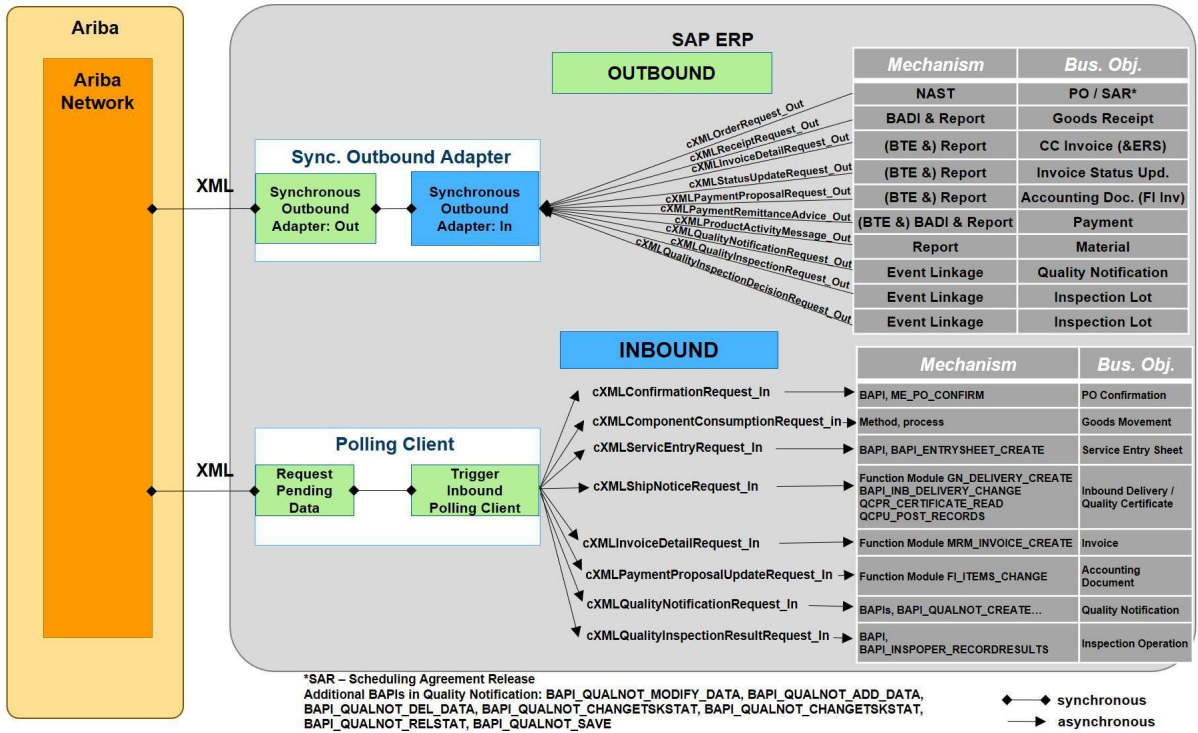 Ariba
Ariba
Network
SAP ERP
OUTBOUND
Mechanism Bus. Obj.
NAST PO / SAR*
BADI & Report Goods Receipt
(BTE &) Report CC Invoice (&ERS)
(BTE &) Report Invoice Status Upd.
(BTE &) Report Accounting Doc. (FI Inv)
(BTE &) BADI & Report Payment
Report Material
Event Linkage Quality Notification
Event Linkage Inspection Lot
Event Linkage Inspection Lot
cXMLOrderRequest_Out
cXMLReceiptRequest_Out
cXMLInvoiceDetailRequest_Out
cXMLStatusUpdateRequest_Out
cXMLPaymentProposalRequest_Out
cXMLPaymentRemittanceAdvice_Out
cXMLProductActivityMessage_Out
cXMLQualityNotificationRequest_Out
cXMLQualityInspectionRequest_Out
cXMLQualityInspectionDecisionRequest_Out
XML
Sync. Outbound Adapter
Synchronous
Outbound
Adapter: Out
Synchronous
Outbound
Adapter: In
INBOUND
Mechanism Bus. Obj.
cXMLConfirmationRequest_In BAPI, ME_PO_CONFIRM PO Confirmation
cXMLComponentConsumptionRequest_in Method, process Goods Movement
cXMLServicEntryRequest_In BAPI, BAPI_ENTRYSHEET_CREATE Service Entry Sheet
cXMLShipNoticeRequest_In
Function Module GN_DELIVERY_CREATE
BAPI_INB_DELIVERY_CHANGE
QCPR_CERTIFICATE_READ
QCPU_POST_RECORDS
Inbound Delivery /
Quality Certificate
cXMLInvoiceDetailRequest_In Function Module MRM_INVOICE_CREATE Invoice
cXMLPaymentProposalUpdateRequest_In Function Module FI_ITEMS_CHANGE
Accounting
Document
cXMLQualityNotificationRequest_In BAPIs, BAPI_QUALNOT_CREATE… Quality Notification
cXMLQualityInspectionResultRequest_In
BAPI,
BAPI_INSPOPER_RECORDRESULTS
Inspection Operation
XML
Polling Client
Request
Pending
Data
Trigger
Inbound
Polling Client
*SAR – Scheduling Agreement Release
Additional BAPIs in Quality Notification: BAPI_QUALNOT_MODIFY_DATA, BAPI_QUALNOT_ADD_DATA,
BAPI_QUALNOT_DEL_DATA, BAPI_QUALNOT_CHANGETSKSTAT, BAPI_QUALNOT_CHANGETSKSTAT,
BAPI_QUALNOT_RELSTAT, BAPI_QUALNOT_SAVE
synchronous
asynchronous